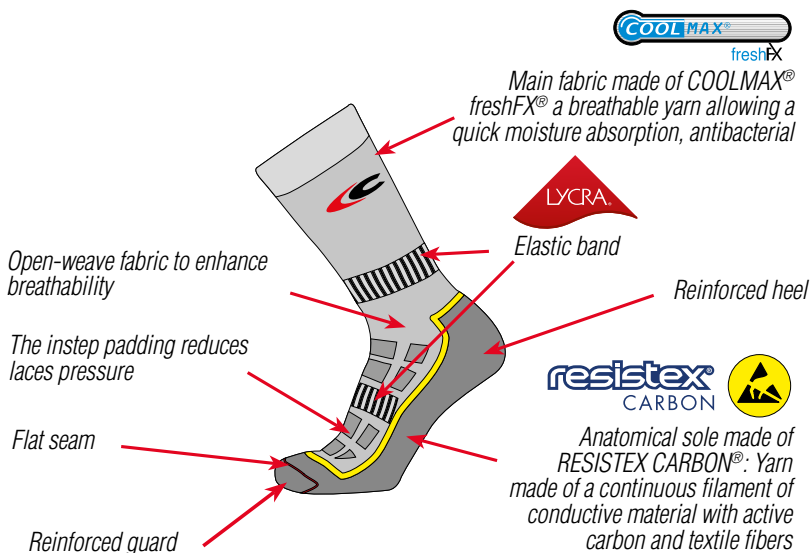 COOLMAX®
freshFX
Main fabric made of COOLMAX®
freshFX® a breathable yarn allowing a
quick moisture absorption, antibacterial
LYCRA®
Elastic band
Open-weave fabric to enhance
breathability
Reinforced heel
The instep padding reduces
laces pressure
resistex®
CARBON
Flat seam
Anatomical sole made of
RESISTEX CARBON®: Yarn
made of a continuous filament of
conductive material with active
carbon and textile fibers
Reinforced guard